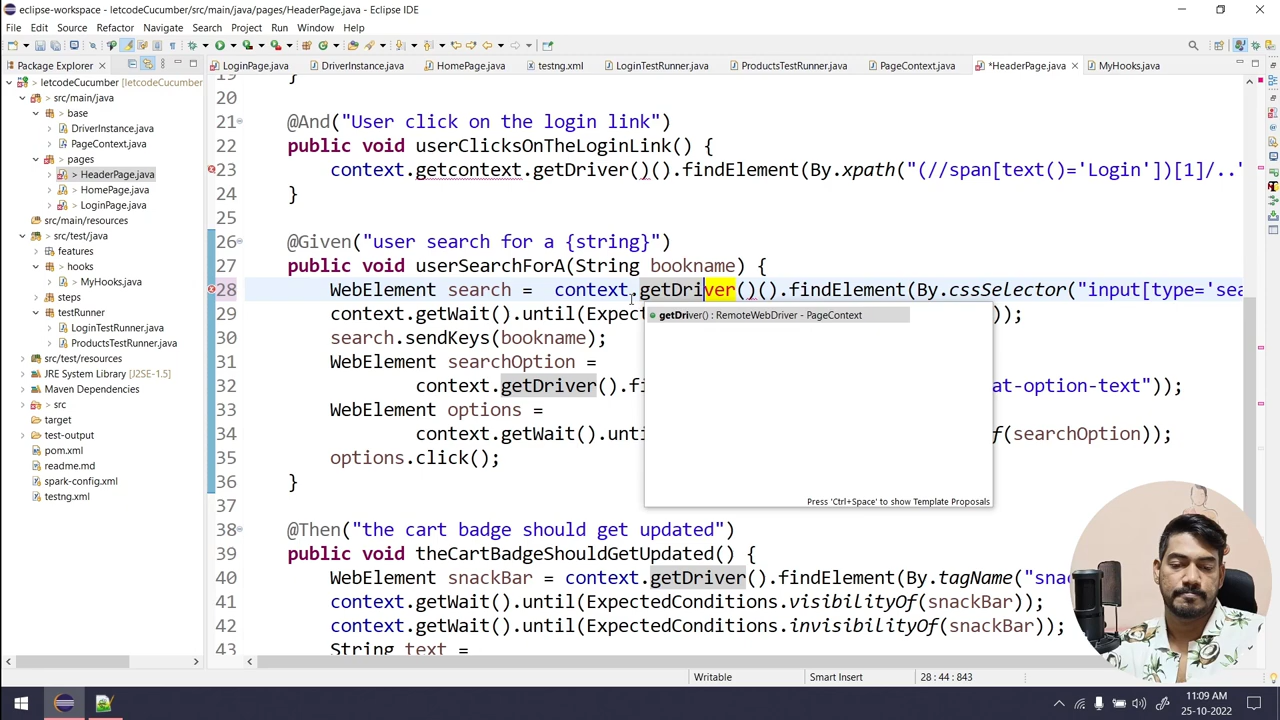 eclipse-workspace - letcodeCucumber/src/main/java/pages/HeaderPage.java - Eclipse IDE
File Edit Source Refactor Navigate Search Project Run Window Help
Package Explorer
LoginPage.java DriverInstance.java HomePage.java testng.xml LoginTestRunner.java ProductsTestRunner.java PageContext.java *HeaderPage.java MyHooks.java
letcodeCucumber [letcodeCucumber
src/main/java
base
DriverInstance.java
PageContext.java
pages
HeaderPage.java
HomePage.java
LoginPage.java
src/main/resources
src/test/java
features
hooks
MyHooks.java
steps
testRunner
LoginTestRunner.java
ProductsTestRunner.java
src/test/resources
JRE System Library [J2SE-1.5]
Maven Dependencies
src
target
test-output
pom.xml
readme.md
spark-config.xml
testng.xml
19 }
20
21 @And("User click on the login link")
22 public void userClicksOnTheLoginLink() {
23 context.getcontext.getDriver()().findElement(By.xpath("(//span[text()='Login'])[1]/.."
24 }
25
26 @Given("user search for a {string}")
27 public void userSearchForA(String bookname) {
28 WebElement search = context.getDriver()().findElement(By.cssSelector("input[type='sea
29 context.getWait().until(Expec ));
30 search.sendKeys(bookname);
31 WebElement searchOption =
32 context.getDriver().fi at-option-text"));
33 WebElement options =
34 context.getWait().unti f(searchOption));
35 options.click();
36 }
37
38 @Then("the cart badge should get updated")
39 public void theCartBadgeShouldGetUpdated() {
40 WebElement snackBar = context.getDriver().findElement(By.tagName("snac
41 context.getWait().until(ExpectedConditions.visibilityOf(snackBar));
42 context.getWait().until(ExpectedConditions.invisibilityOf(snackBar));
43 String text =
getDriver() : RemoteWebDriver - PageContext
Press 'Ctrl+Space' to show Template Proposals
Writable Smart Insert 28 : 44 : 843
11:09 AM
25-10-2022